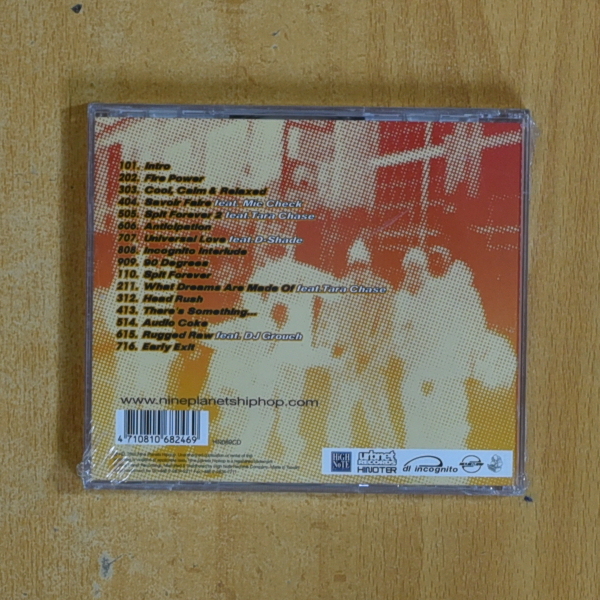 101. Intro
202. Fire Power
303. Cool, Calm & Relaxed
404. Savoir Faire feat. Mic Check
505. Spit Forever 2 feat Tara Chase
606. Anticipation
707. Universal Love feat D-Shade
808. Incognito Interlude
909. 90 Degrees
110. Spit Forever
211. What Dreams Are Made Of feat Tara Chase
312. Head Rush
413. There's Something...
514. Audio Coke
615. Rugged Raw feat. DJ Grouch
716. Early Exit
www.nineplanetshiphop.com
4 710810 682469
HIGH NOTE
urbnet
HINOTER
di incognito